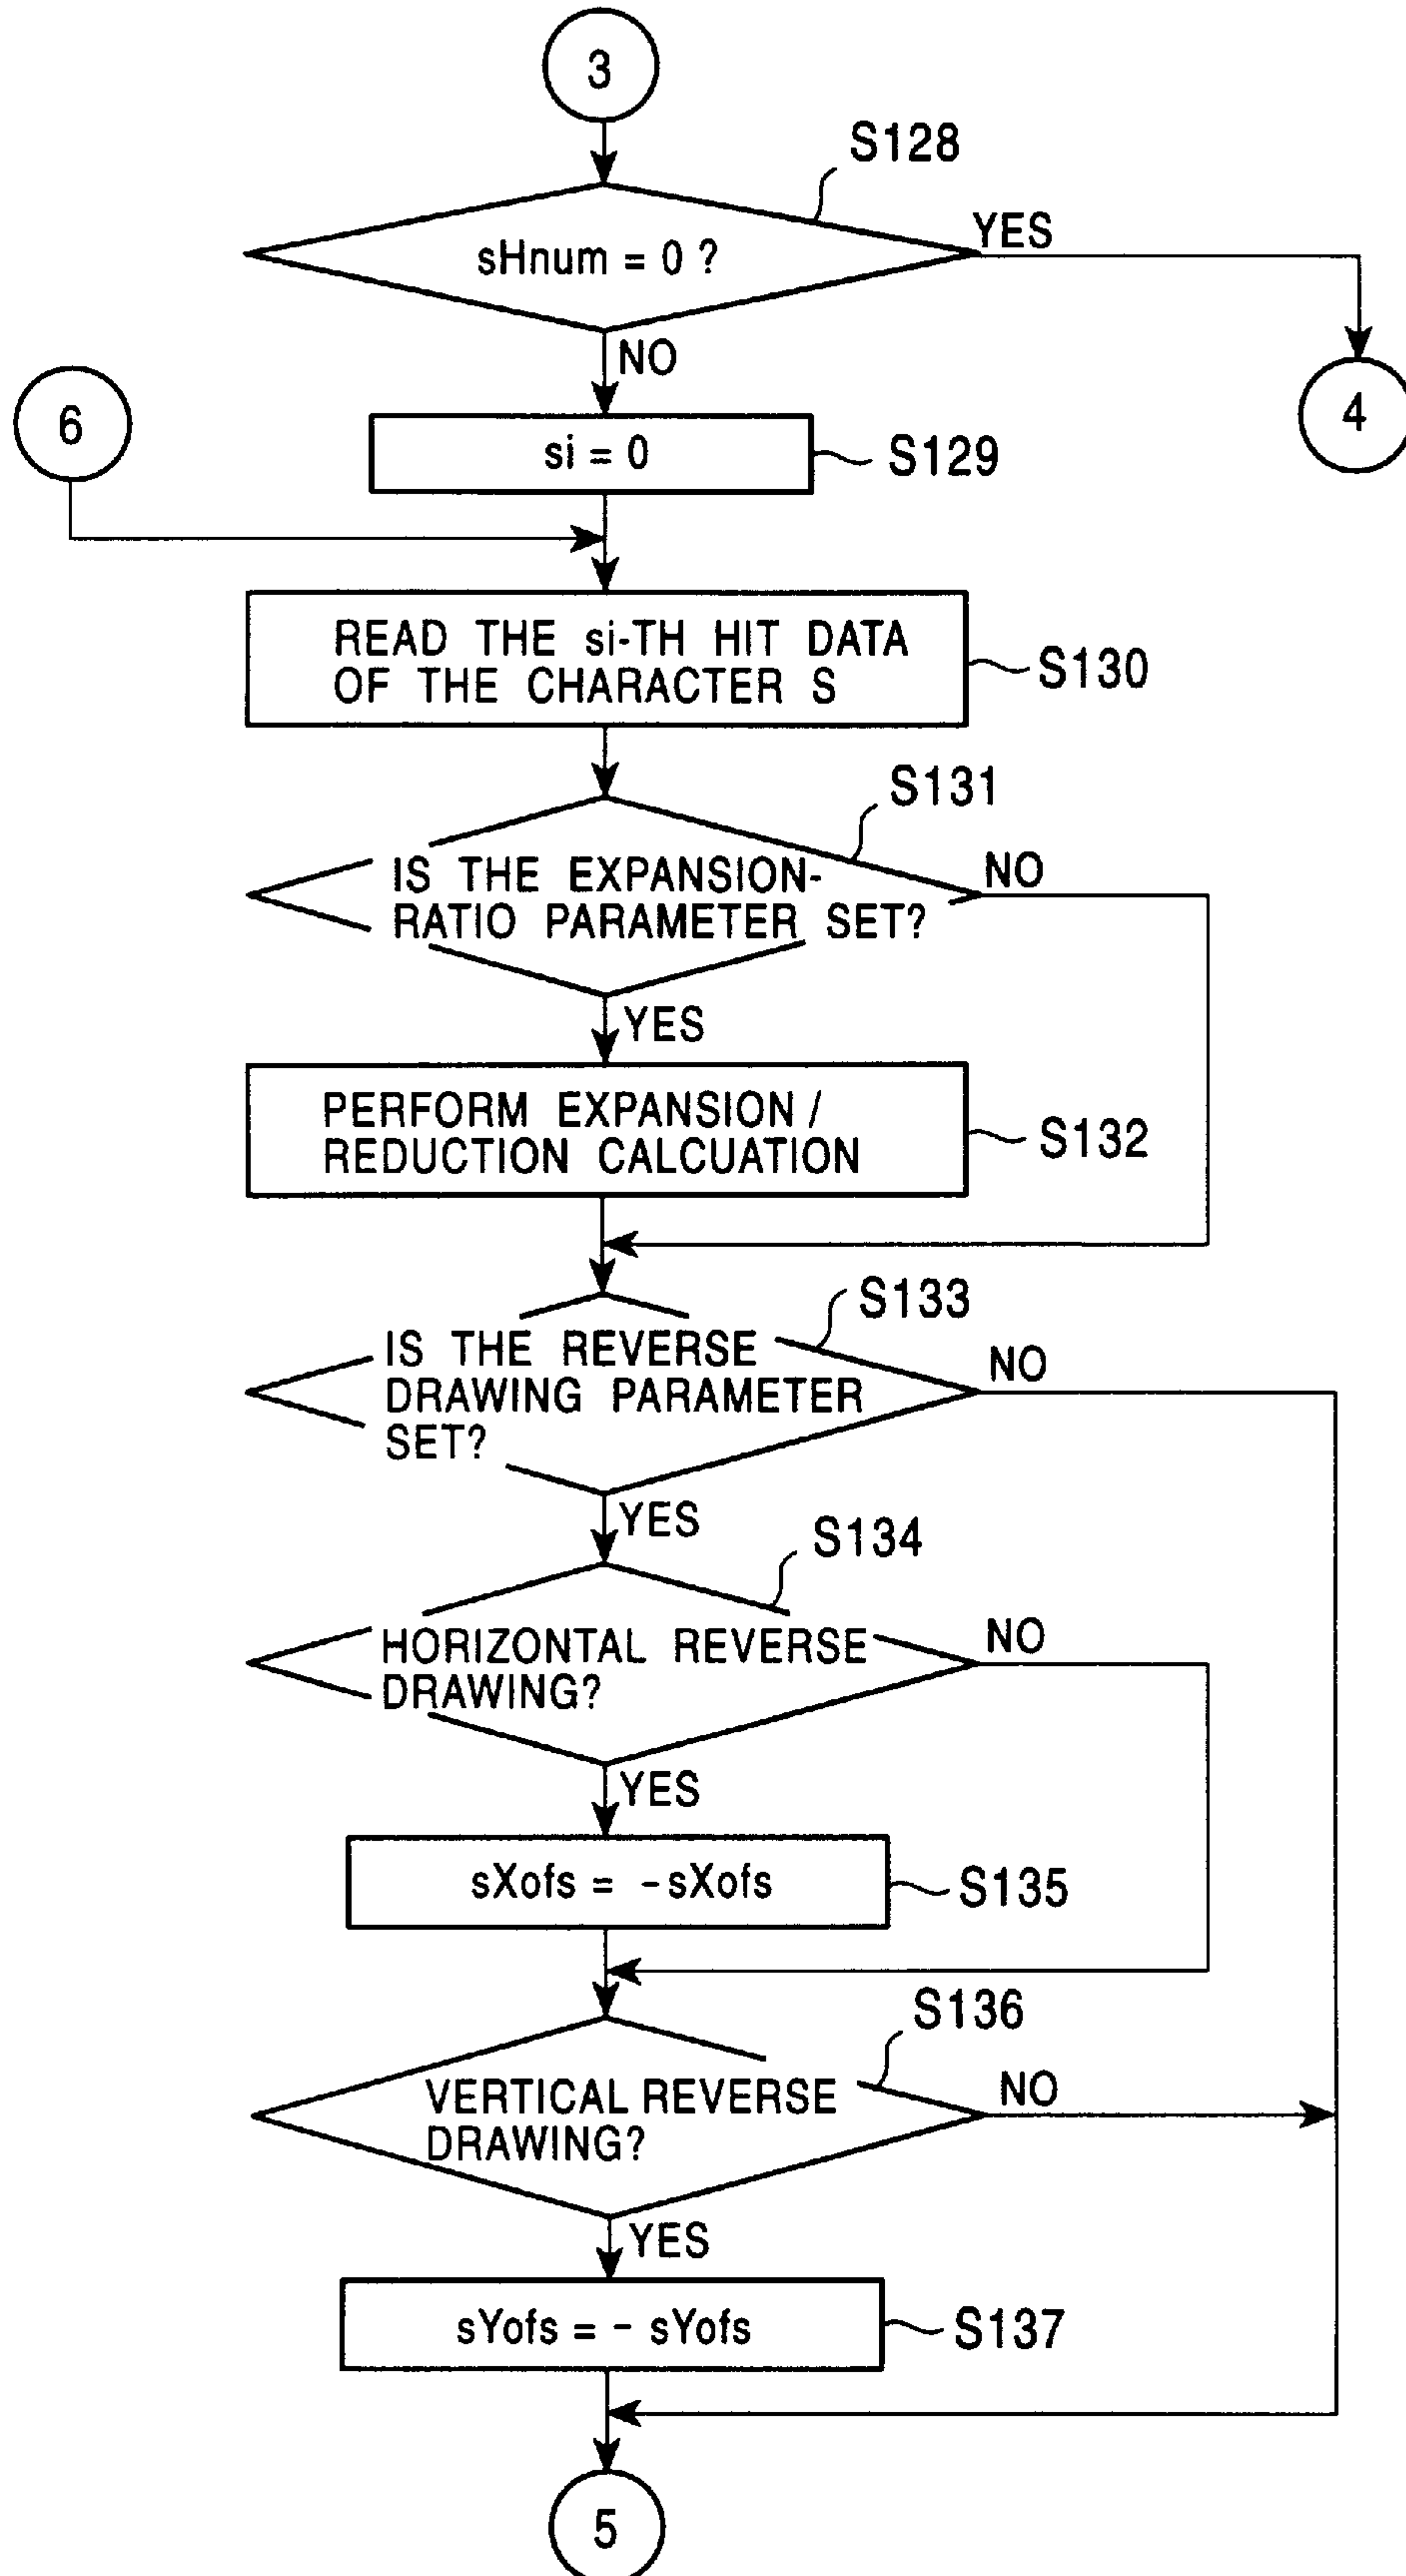 3
S128
sHnum = 0 ?
YES
NO
6
4
si = 0
S129
READ THE si-TH HIT DATA
OF THE CHARACTER S
S130
S131
IS THE EXPANSION-
RATIO PARAMETER SET?
NO
YES
PERFORM EXPANSION /
REDUCTION CALCUATION
S132
S133
IS THE REVERSE
DRAWING PARAMETER
SET?
NO
YES
S134
HORIZONTAL REVERSE
DRAWING?
NO
YES
sXofs = -sXofs
S135
S136
VERTICAL REVERSE
DRAWING?
NO
YES
sYofs = - sYofs
S137
5